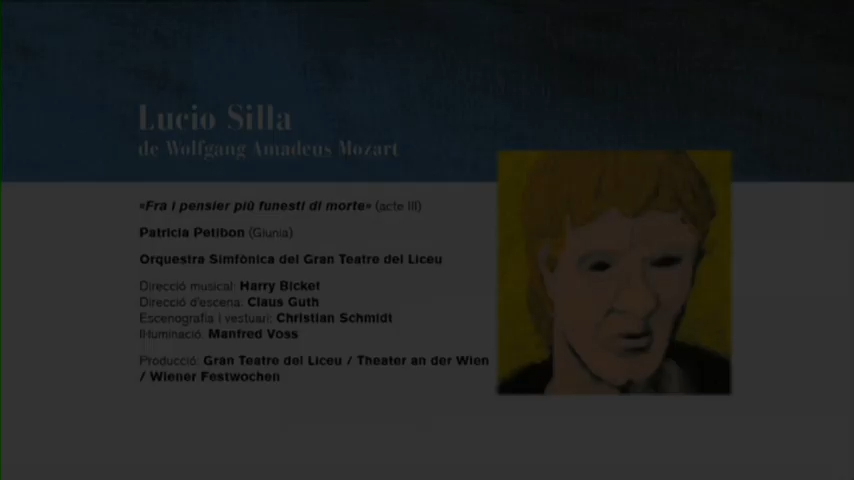 Lucio Silla
de Wolfgang Amadeus Mozart
«Fra i pensier più funesti di morte» (acte III)
Patricia Petibon (Giunia)
Orquestra Simfònica del Gran Teatre del Liceu
Direcció musical: Harry Bicket
Direcció d'escena: Claus Guth
Escenografia i vestuari: Christian Schmidt
Il·luminació: Manfred Voss
Producció: Gran Teatre del Liceu / Theater an der Wien
/ Wiener Festwochen